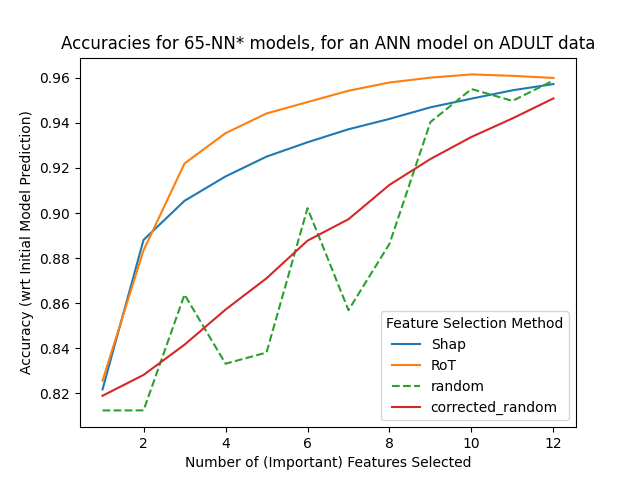 Accuracies for 65-NN* models, for an ANN model on ADULT data
Accuracy (wrt Initial Model Prediction)
0.96
0.94
0.92
0.90
0.88
0.86
0.84
0.82
Feature Selection Method
Shap
RoT
random
corrected_random
2
4
6
8
10
12
Number of (Important) Features Selected